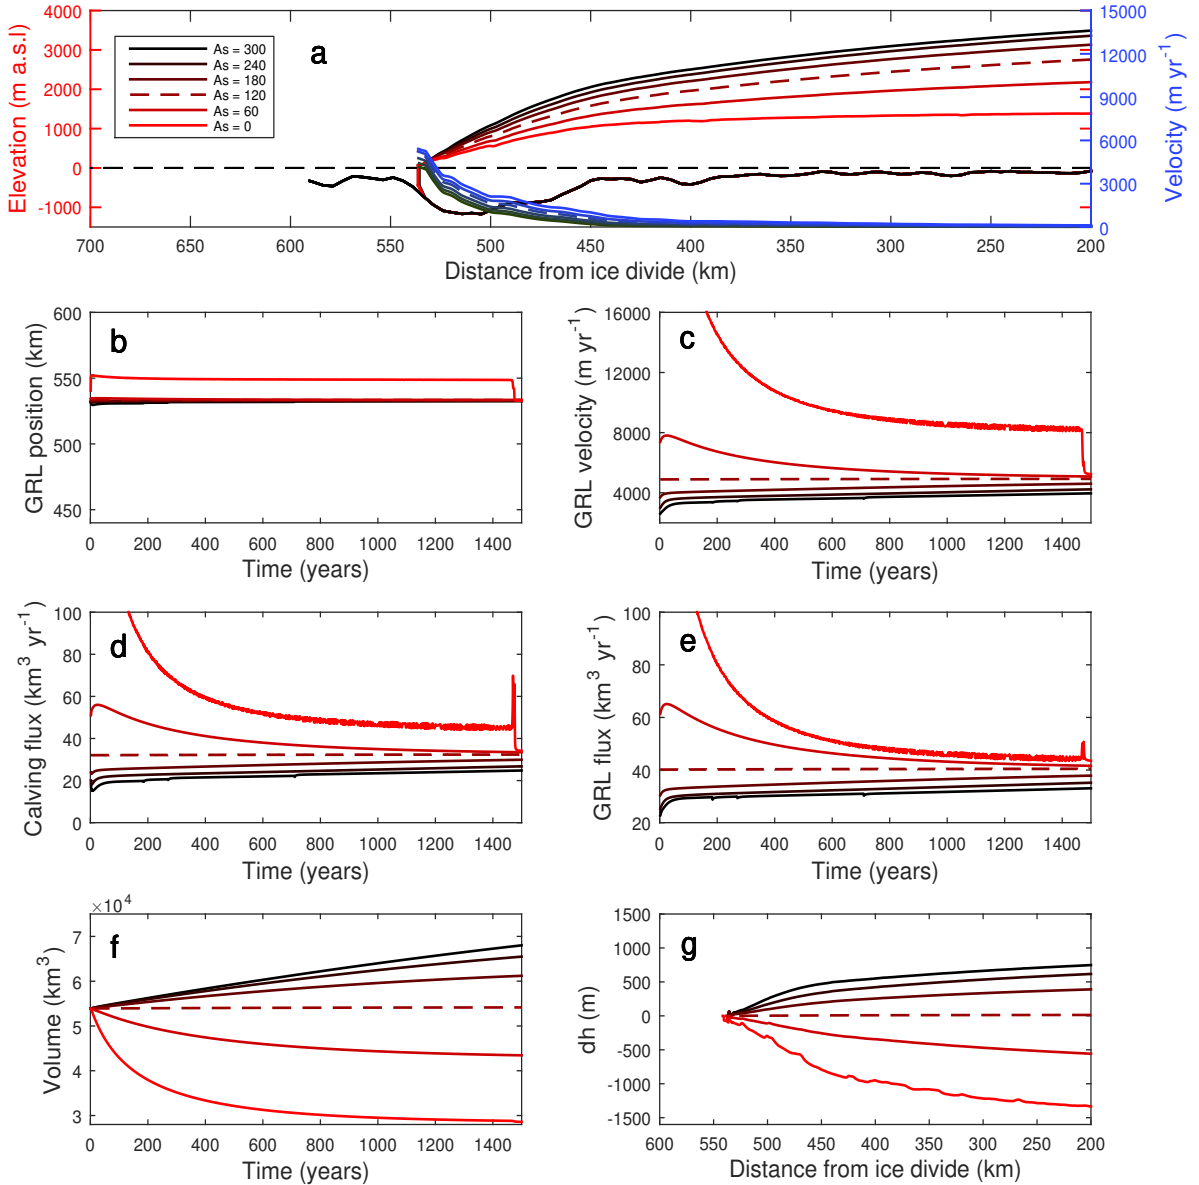 4000
3000
2000
1000
0
-1000
Elevation (m a.s.l)
As = 300
As = 240
As = 180
As = 120
As = 60
As = 0
a
15000
12000
9000
6000
3000
0
Velocity (m yr-1)
700 650 600 550 500 450 400 350 300 250 200
Distance from ice divide (km)
600
550
500
450
GRL position (km)
b
0 200 400 600 800 1000 1200 1400
Time (years)
16000
12000
8000
4000
GRL velocity (m yr-1)
c
0 200 400 600 800 1000 1200 1400
Time (years)
100
80
60
40
20
0
Calving flux (km3 yr-1)
d
0 200 400 600 800 1000 1200 1400
Time (years)
100
80
60
40
20
GRL flux (km3 yr-1)
e
0 200 400 600 800 1000 1200 1400
Time (years)
×10^4
7
6
5
4
3
Volume (km3)
f
0 200 400 600 800 1000 1200 1400
Time (years)
1500
1000
500
0
-500
-1000
-1500
dh (m)
g
600 550 500 450 400 350 300 250 200
Distance from ice divide (km)